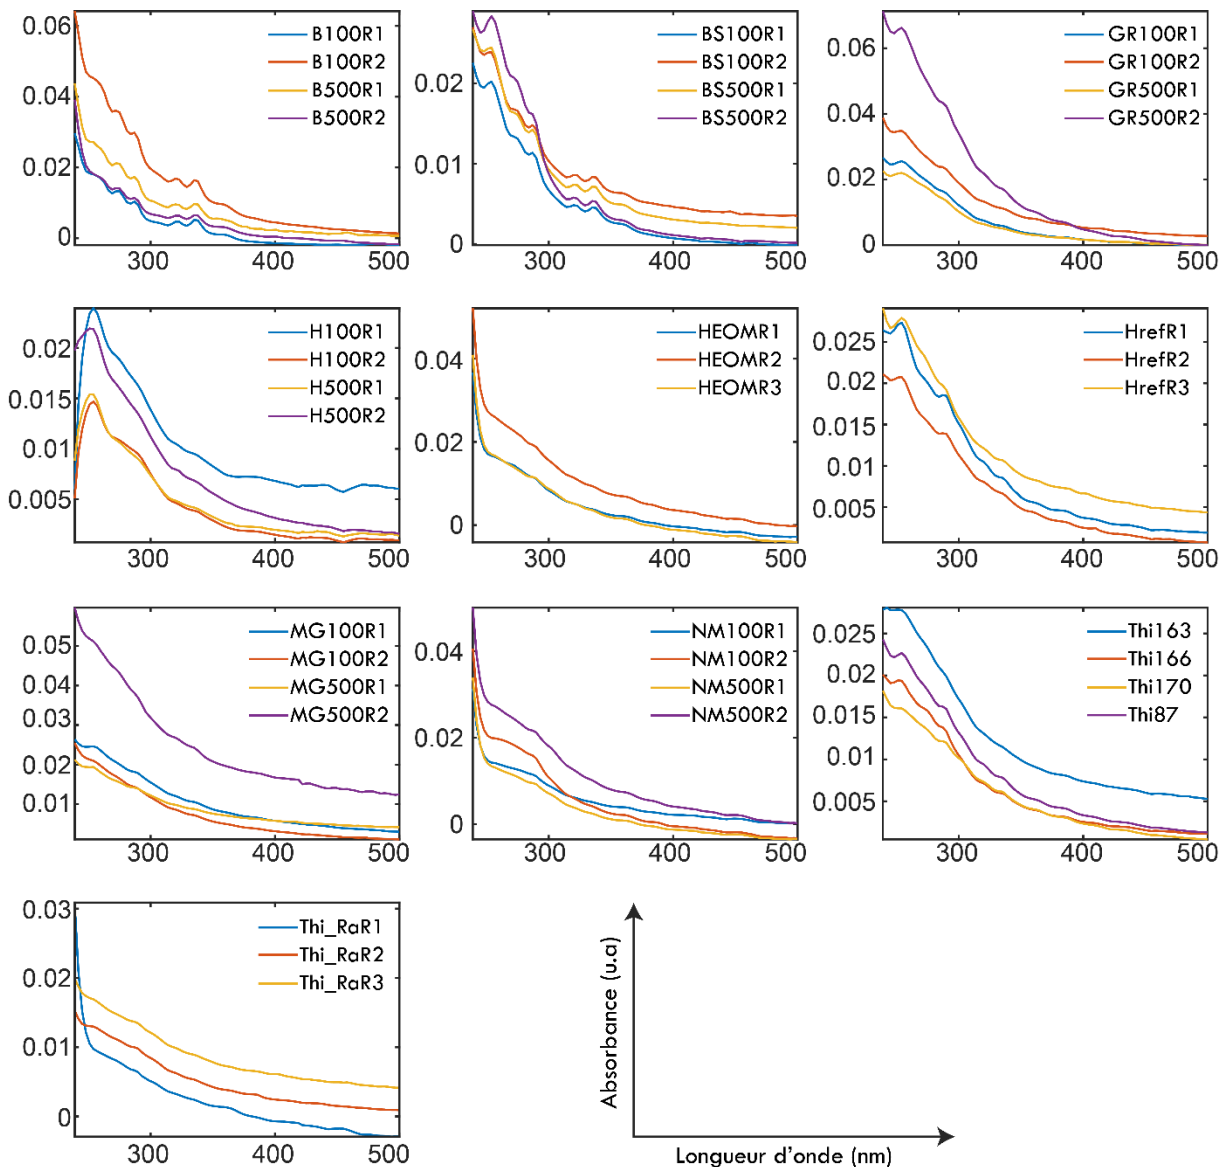 0.06
0.04
0.02
0
B100R1
B100R2
B500R1
B500R2
300 400 500
0.02
0.01
0
BS100R1
BS100R2
BS500R1
BS500R2
300 400 500
0.06
0.04
0.02
0
GR100R1
GR100R2
GR500R1
GR500R2
300 400 500
0.02
0.015
0.01
0.005
H100R1
H100R2
H500R1
H500R2
300 400 500
0.04
0.02
0
HEOMR1
HEOMR2
HEOMR3
300 400 500
0.025
0.02
0.015
0.01
0.005
HrefR1
HrefR2
HrefR3
300 400 500
0.05
0.04
0.03
0.02
0.01
MG100R1
MG100R2
MG500R1
MG500R2
300 400 500
0.04
0.02
0
NM100R1
NM100R2
NM500R1
NM500R2
300 400 500
0.025
0.02
0.015
0.01
0.005
Thi163
Thi166
Thi170
Thi87
300 400 500
0.03
0.02
0.01
0
Thi_RaR1
Thi_RaR2
Thi_RaR3
300 400 500
Absorbance (u.a)
Longueur d'onde (nm)